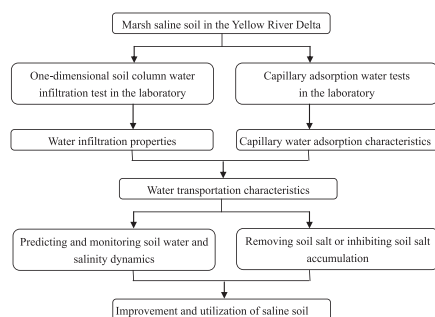 Marsh saline soil in the Yellow River Delta
One-dimensional soil column water
infiltration test in the laboratory
Capillary adsorption water tests
in the laboratory
Water infiltration properties
Capillary water adsorption characteristics
Water transportation characteristics
Predicting and monitoring soil water and
salinity dynamics
Removing soil salt or inhibiting soil salt
accumulation
Improvement and utilization of saline soil